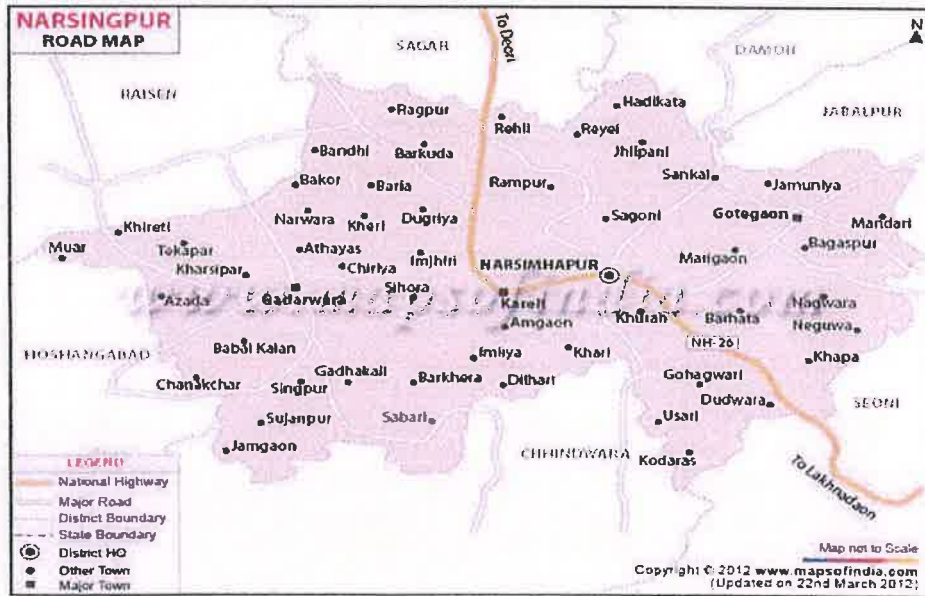 NARSINGPUR
ROAD MAP
N
To Deori
SAGAR
DAMOH
RAISEN
JABALPUR
Ragpur
Rehli
Hadikata
Reyel
Bandhi
Barkuda
Jhilpani
Bakor
Baria
Rampur
Sankal
Jamuniya
Narwara
Kheri
Dugriya
Sagoni
Gotegaon
Mandari
Khireti
Muar
Tekapar
Athayas
Imjhiri
Marigaon
Bagaspur
Kharsipar
Chiriya
NARSIMHAPUR
Azada
Gadarwara
Sihora
Kareli
Khurah
Barhata
Nagwara
Amgaon
Neguwa
HOSHANGABAD
Babai Kalan
Imliya
Khari
NH-26
Khapa
Chanakchar
Singpur
Gadhakali
Barkhera
Dithari
Gohagwari
Dudwara
SEONI
Sujanpur
Sabari
Usari
Jamgaon
CHHINDWARA
Kodaras
To Lakhnadaon
LEGEND
National Highway
Major Road
District Boundary
State Boundary
District HQ
Other Town
Major Town
Map not to Scale
Copyright © 2012 www.mapsofindia.com
(Updated on 22nd March 2012)